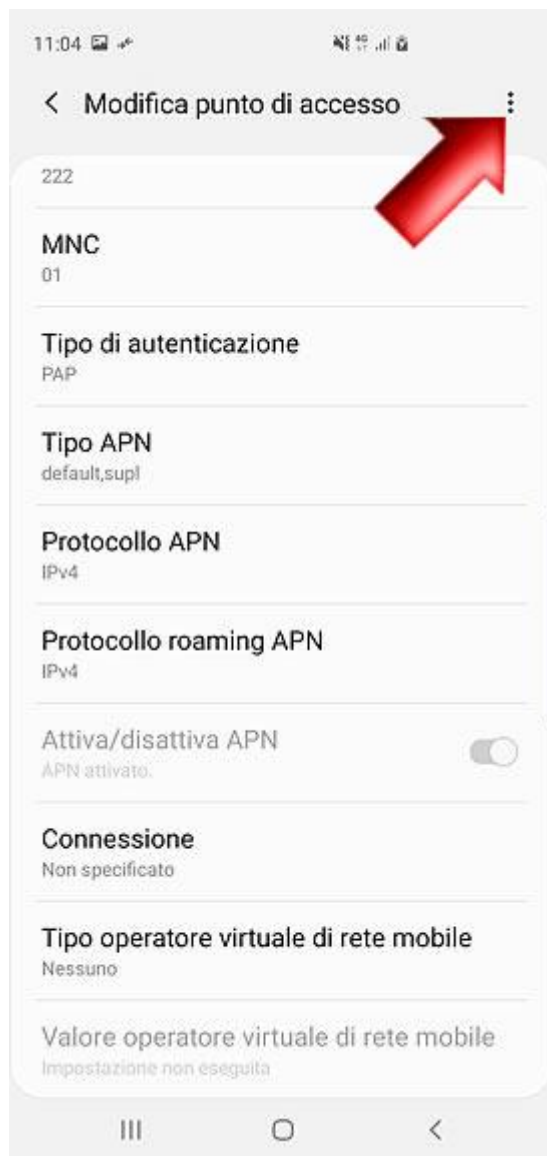 11:04
Modifica punto di accesso
222
MNC
01
Tipo di autenticazione
PAP
Tipo APN
default,supl
Protocollo APN
IPv4
Protocollo roaming APN
IPv4
Attiva/disattiva APN
APN attivato.
Connessione
Non specificato
Tipo operatore virtuale di rete mobile
Nessuno
Valore operatore virtuale di rete mobile
Impostazione non eseguita